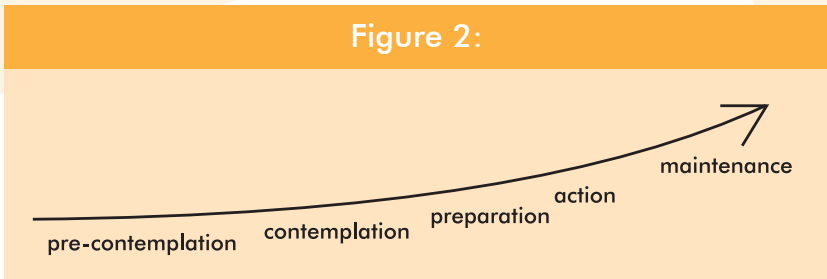 Figure 2:
pre-contemplation
contemplation
preparation
action
maintenance